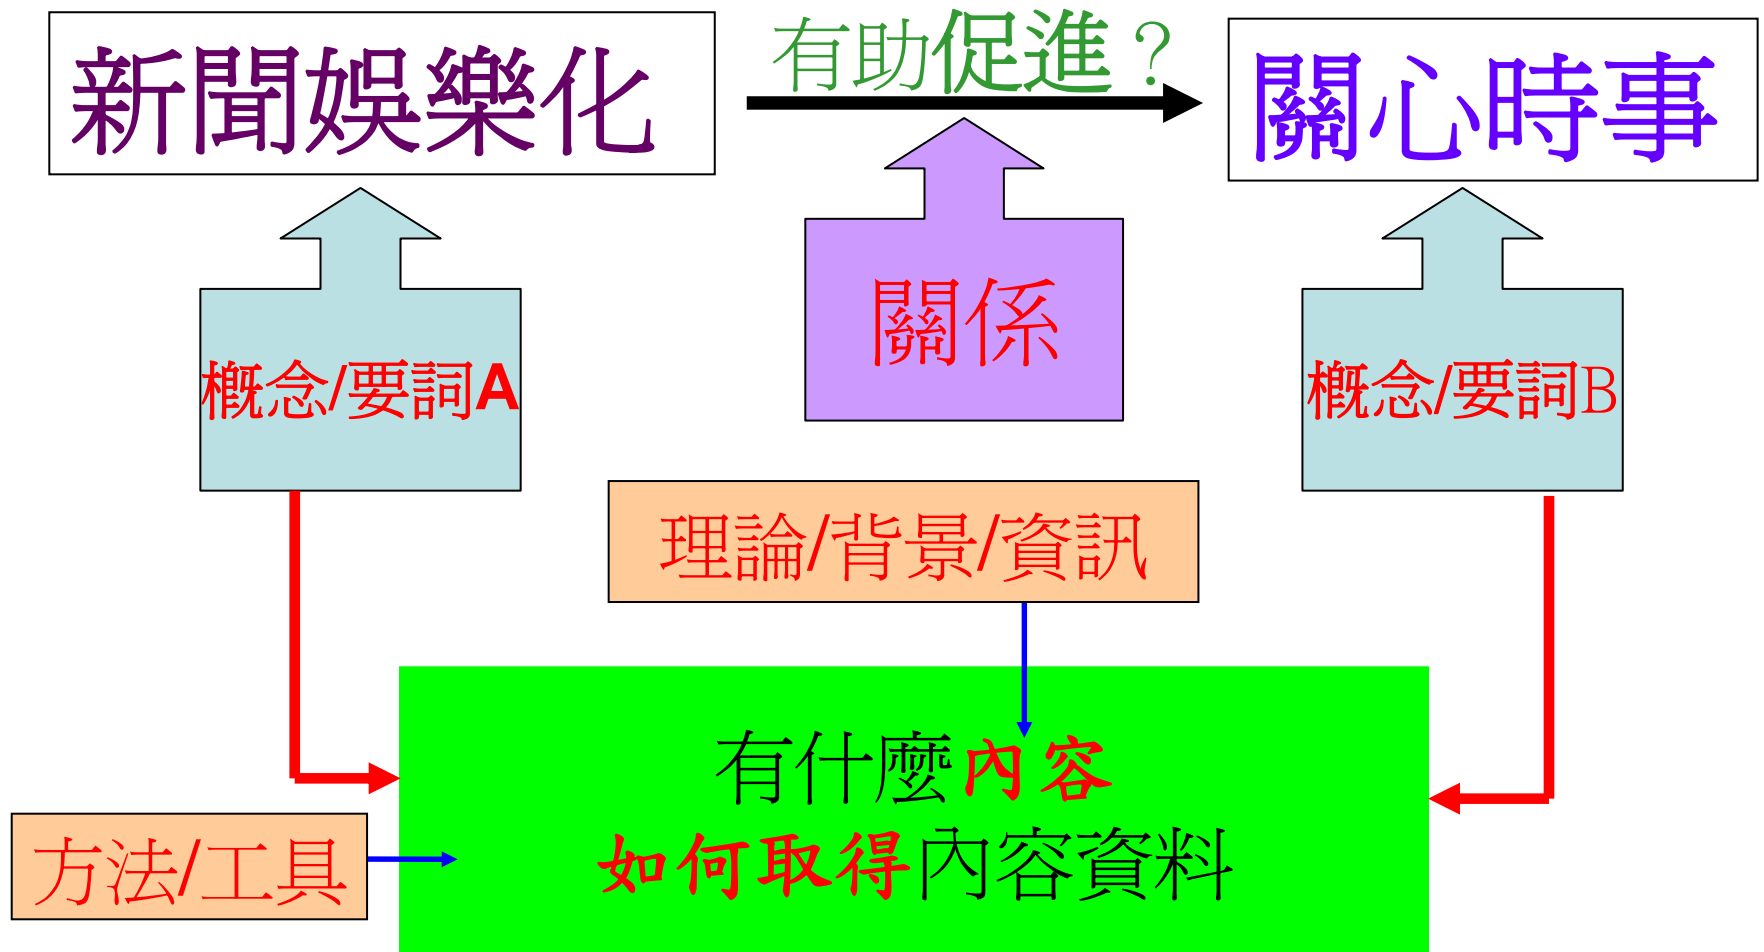 新聞娛樂化
有助促進？
關心時事
關係
概念/要詞A
概念/要詞B
理論/背景/資訊
有什麼內容
如何取得內容資料
方法/工具